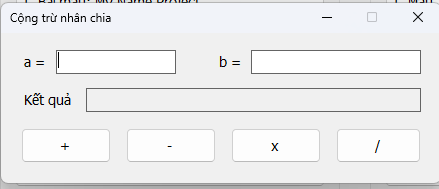 Cộng trừ nhân chia
a =
b =
Kết quả
+
-
x
/